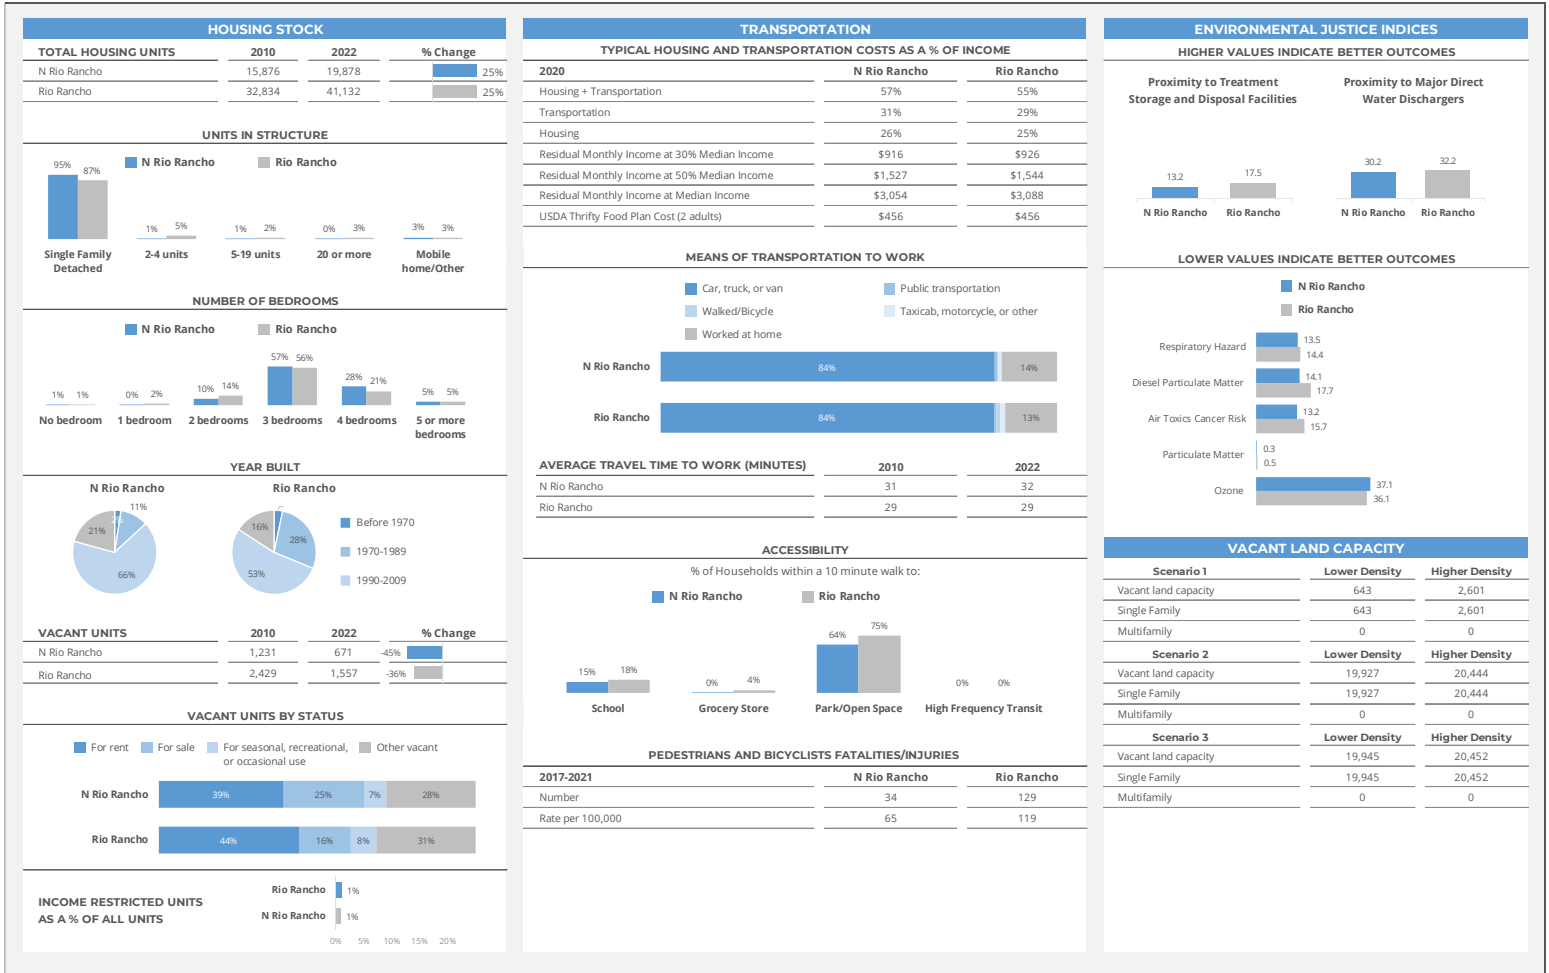 HOUSING STOCK
TOTAL HOUSING UNITS 2010 2022 % Change
N Rio Rancho 15,876 19,878 25%
Rio Rancho 32,834 41,132 25%
UNITS IN STRUCTURE
N Rio Rancho Rio Rancho
95% 87% 1% 5% 1% 2% 0% 3% 3% 3%
Single Family Detached 2-4 units 5-19 units 20 or more Mobile home/Other
NUMBER OF BEDROOMS
N Rio Rancho Rio Rancho
1% 1% 0% 2% 10% 14% 57% 56% 28% 21% 5% 5%
No bedroom 1 bedroom 2 bedrooms 3 bedrooms 4 bedrooms 5 or more bedrooms
YEAR BUILT
N Rio Rancho Rio Rancho
11% 21% 66%
16% 28% 53%
Before 1970
1970-1989
1990-2009
VACANT UNITS 2010 2022 % Change
N Rio Rancho 1,231 671 -45%
Rio Rancho 2,429 1,557 -36%
VACANT UNITS BY STATUS
For rent For sale For seasonal, recreational, or occasional use Other vacant
N Rio Rancho 39% 25% 7% 28%
Rio Rancho 44% 16% 8% 31%
INCOME RESTRICTED UNITS
AS A % OF ALL UNITS
Rio Rancho 1%
N Rio Rancho 1%
0% 5% 10% 15% 20%
TRANSPORTATION
TYPICAL HOUSING AND TRANSPORTATION COSTS AS A % OF INCOME
2020 N Rio Rancho Rio Rancho
Housing + Transportation 57% 55%
Transportation 31% 29%
Housing 26% 25%
Residual Monthly Income at 30% Median Income $916 $926
Residual Monthly Income at 50% Median Income $1,527 $1,544
Residual Monthly Income at Median Income $3,054 $3,088
USDA Thrifty Food Plan Cost (2 adults) $456 $456
MEANS OF TRANSPORTATION TO WORK
Car, truck, or van Public transportation
Walked/Bicycle Taxicab, motorcycle, or other
Worked at home
N Rio Rancho 84% 14%
Rio Rancho 84% 13%
AVERAGE TRAVEL TIME TO WORK (MINUTES) 2010 2022
N Rio Rancho 31 32
Rio Rancho 29 29
ACCESSIBILITY
% of Households within a 10 minute walk to:
N Rio Rancho Rio Rancho
15% 18% 0% 4% 64% 75% 0% 0%
School Grocery Store Park/Open Space High Frequency Transit
PEDESTRIANS AND BICYCLISTS FATALITIES/INJURIES
2017-2021 N Rio Rancho Rio Rancho
Number 34 129
Rate per 100,000 65 119
ENVIRONMENTAL JUSTICE INDICES
HIGHER VALUES INDICATE BETTER OUTCOMES
Proximity to Treatment Storage and Disposal Facilities
13.2 17.5
N Rio Rancho Rio Rancho
Proximity to Major Direct Water Dischargers
30.2 32.2
N Rio Rancho Rio Rancho
LOWER VALUES INDICATE BETTER OUTCOMES
N Rio Rancho
Rio Rancho
Respiratory Hazard 13.5 14.4
Diesel Particulate Matter 14.1 17.7
Air Toxics Cancer Risk 13.2 15.7
Particulate Matter 0.3 0.5
Ozone 37.1 36.1
VACANT LAND CAPACITY
Scenario 1 Lower Density Higher Density
Vacant land capacity 643 2,601
Single Family 643 2,601
Multifamily 0 0
Scenario 2 Lower Density Higher Density
Vacant land capacity 19,927 20,444
Single Family 19,927 20,444
Multifamily 0 0
Scenario 3 Lower Density Higher Density
Vacant land capacity 19,945 20,452
Single Family 19,945 20,452
Multifamily 0 0